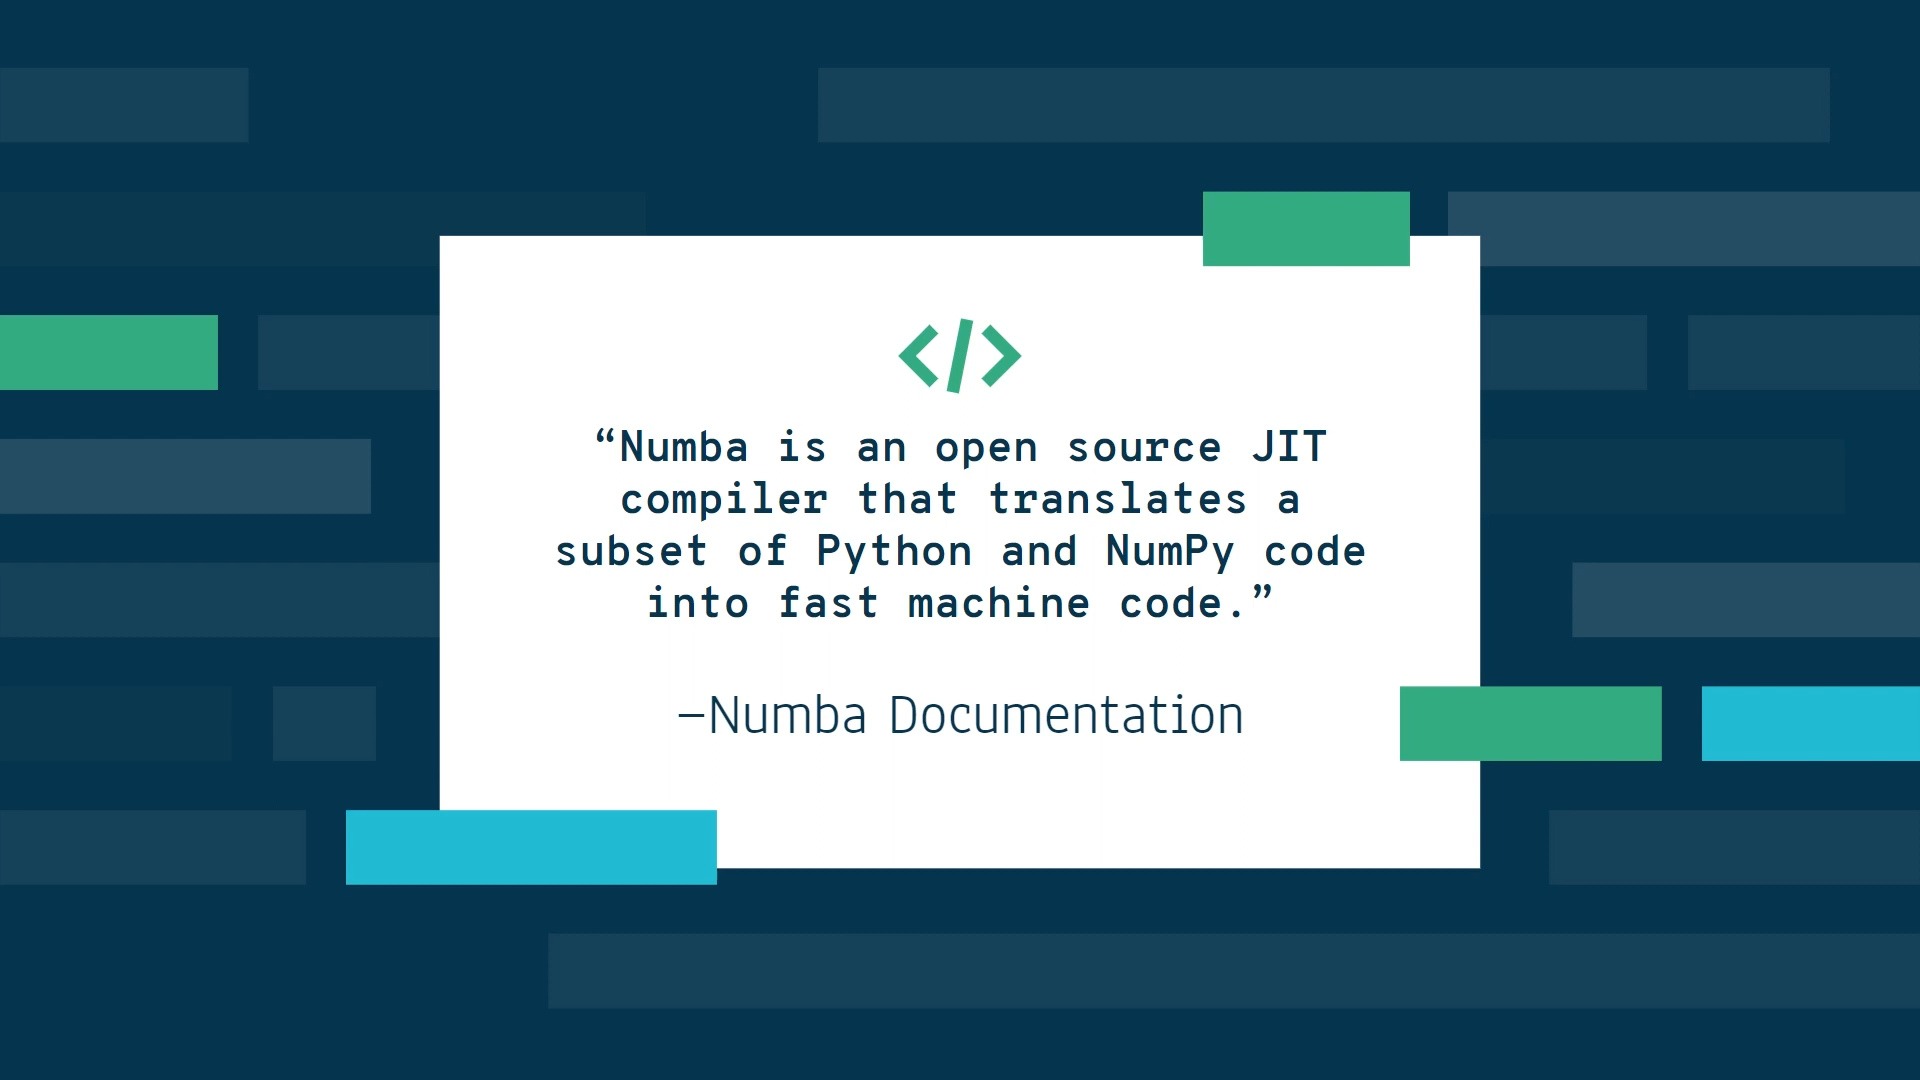 “Numba is an open source JIT
compiler that translates a
subset of Python and NumPy code
into fast machine code.”
–Numba Documentation